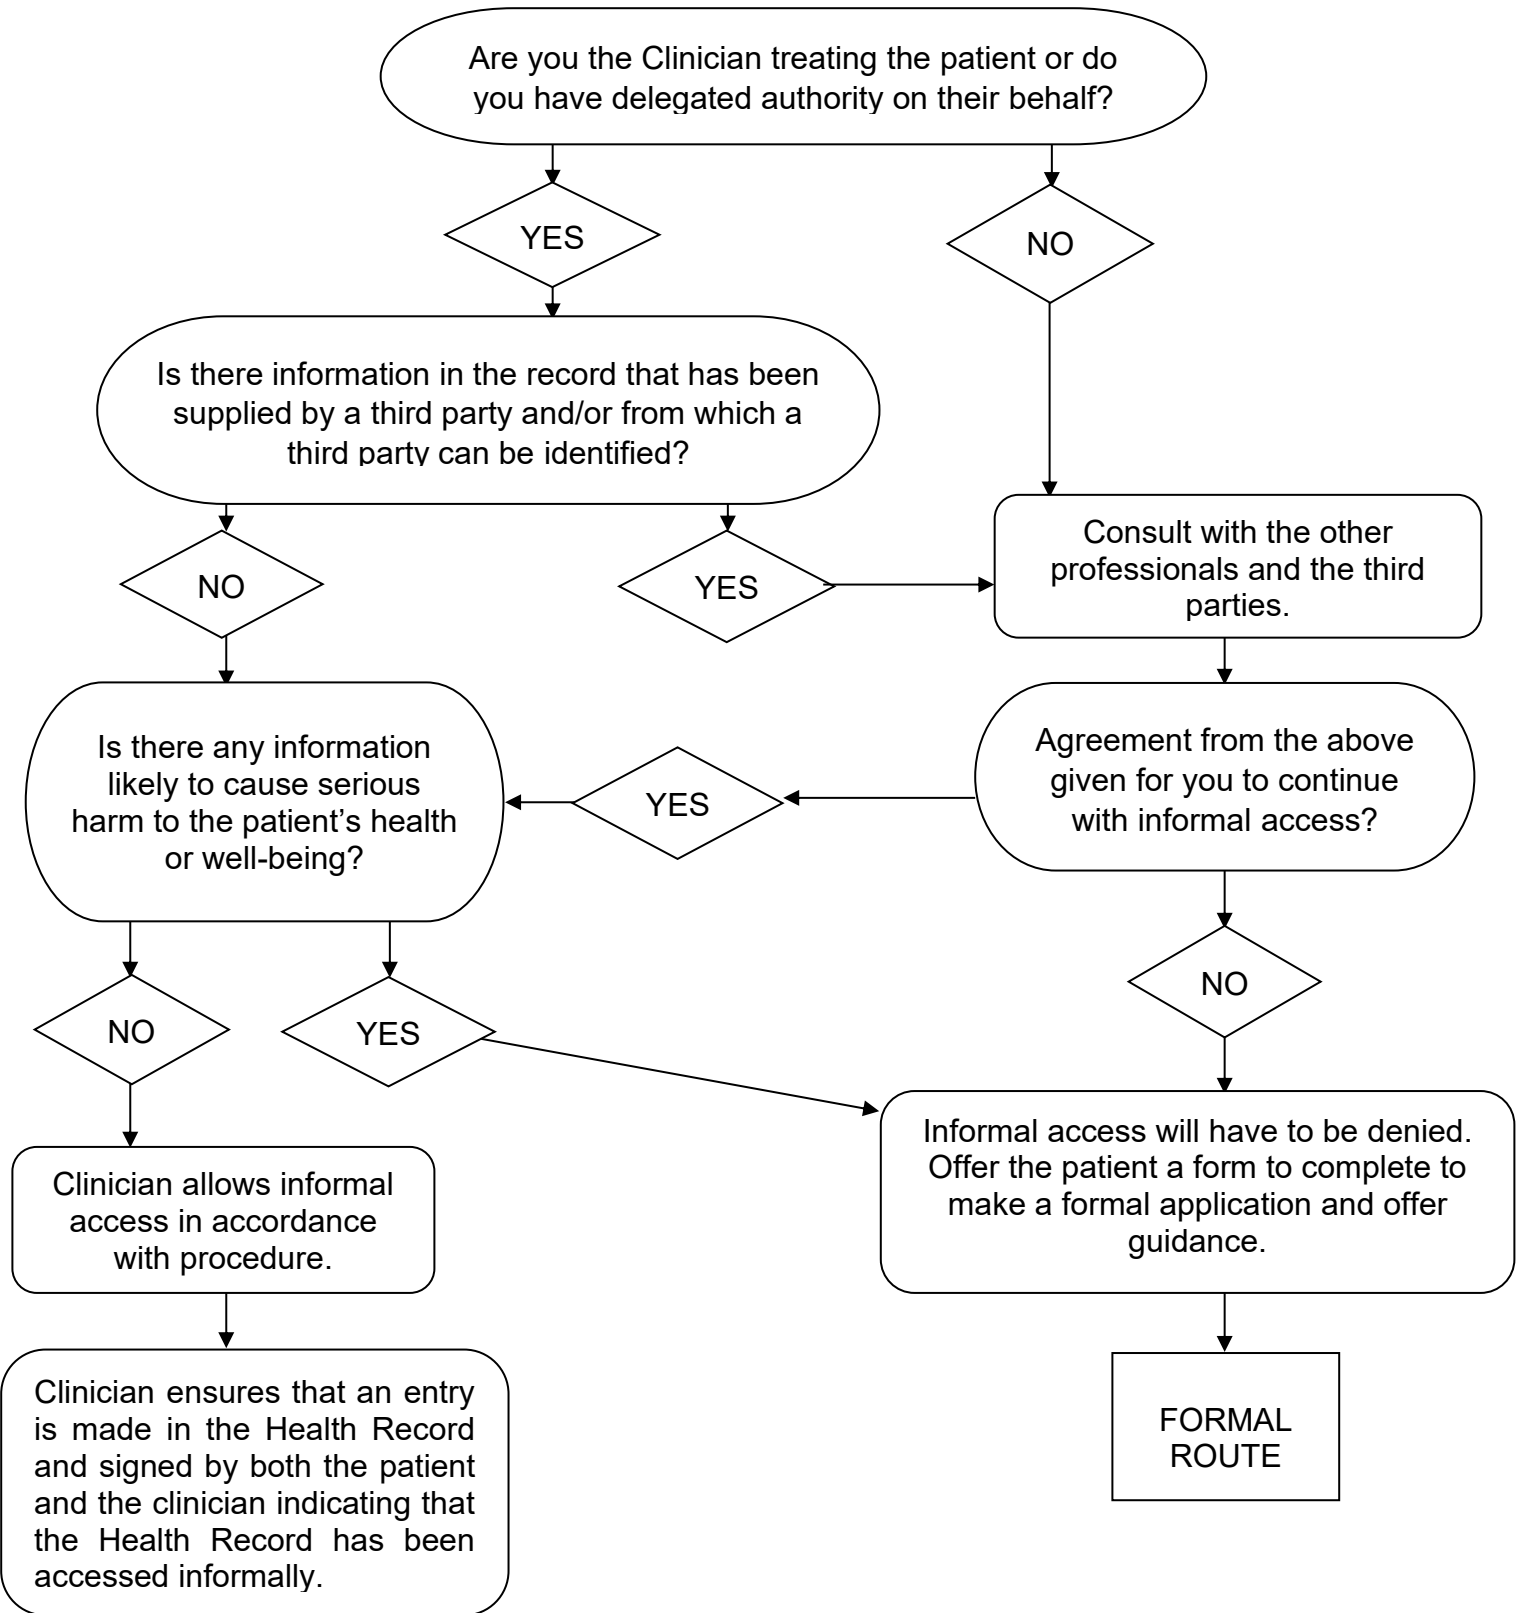 Are you the Clinician treating the patient or do
you have delegated authority on their behalf?
YES
NO
Is there information in the record that has been
supplied by a third party and/or from which a
third party can be identified?
NO
YES
Consult with the other
professionals and the third
parties.
Is there any information
likely to cause serious
harm to the patient’s health
or well-being?
YES
Agreement from the above
given for you to continue
with informal access?
NO
YES
NO
Clinician allows informal
access in accordance
with procedure.
Informal access will have to be denied.
Offer the patient a form to complete to
make a formal application and offer
guidance.
Clinician ensures that an entry
is made in the Health Record
and signed by both the patient
and the clinician indicating that
the Health Record has been
accessed informally.
FORMAL
ROUTE